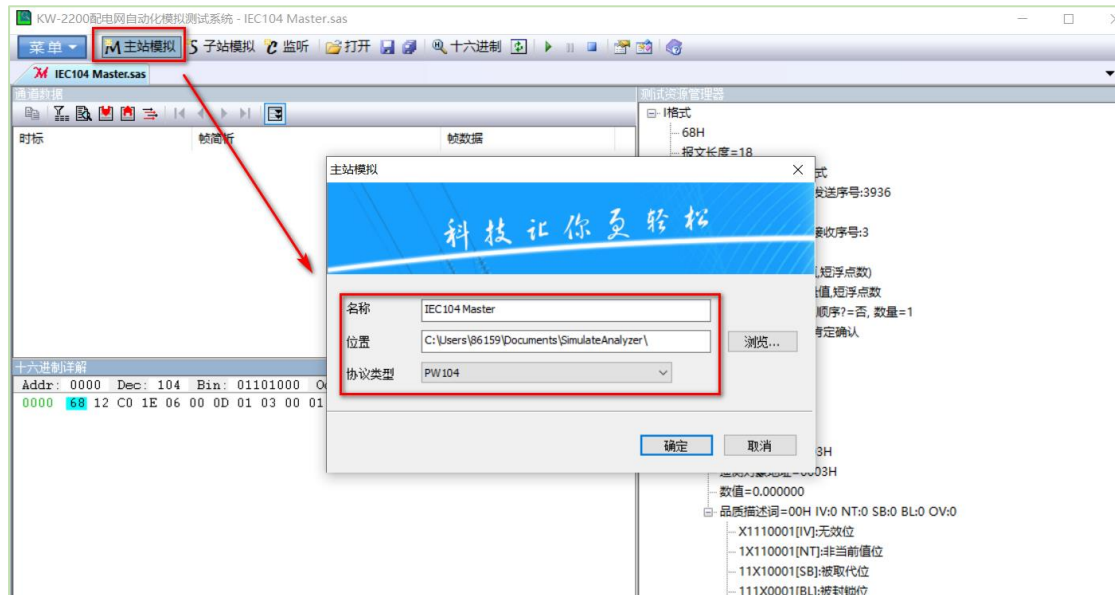 KW-2200配电网自动化模拟测试系统 - IEC104 Master.sas
菜单 主站模拟 子站模拟 监听 打开 十六进制
IEC104 Master.sas
通道数据
时标 帧简析 帧数据
十六进制详解
Addr: 0000 Dec: 104 Bin: 01101000
0000 68 12 C0 1E 06 00 0D 01 03 00 01
主站模拟
科技让你更轻松
名称 IEC104 Master
位置 C:\Users\86159\Documents\SimulateAnalyzer\ 浏览...
协议类型 PW104
确定 取消
测试资源管理器
I格式
68H
报文长度=18
式
发送序号:3936
接收序号:3
,短浮点数)
值,短浮点数
顺序?=否, 数量=1
肯定确认
3H
数值=0.000000
品质描述词=00H IV:0 NT:0 SB:0 BL:0 OV:0
X1110001[IV]:无效位
1X110001[NT]:非当前值位
11X10001[SB]:被取代位
111X0001[BL]:被封锁位